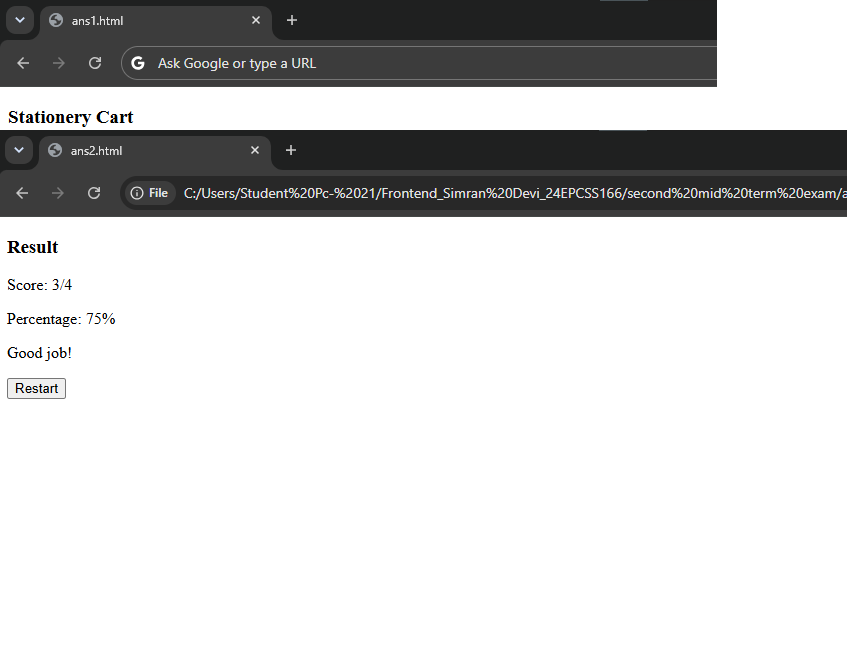 ans1.html
Ask Google or type a URL
Stationery Cart
ans2.html
File C:/Users/Student%20Pc-%2021/Frontend_Simran%20Devi_24EPCSS166/second%20mid%20term%20exam/a
Result
Score: 3/4
Percentage: 75%
Good job!
Restart